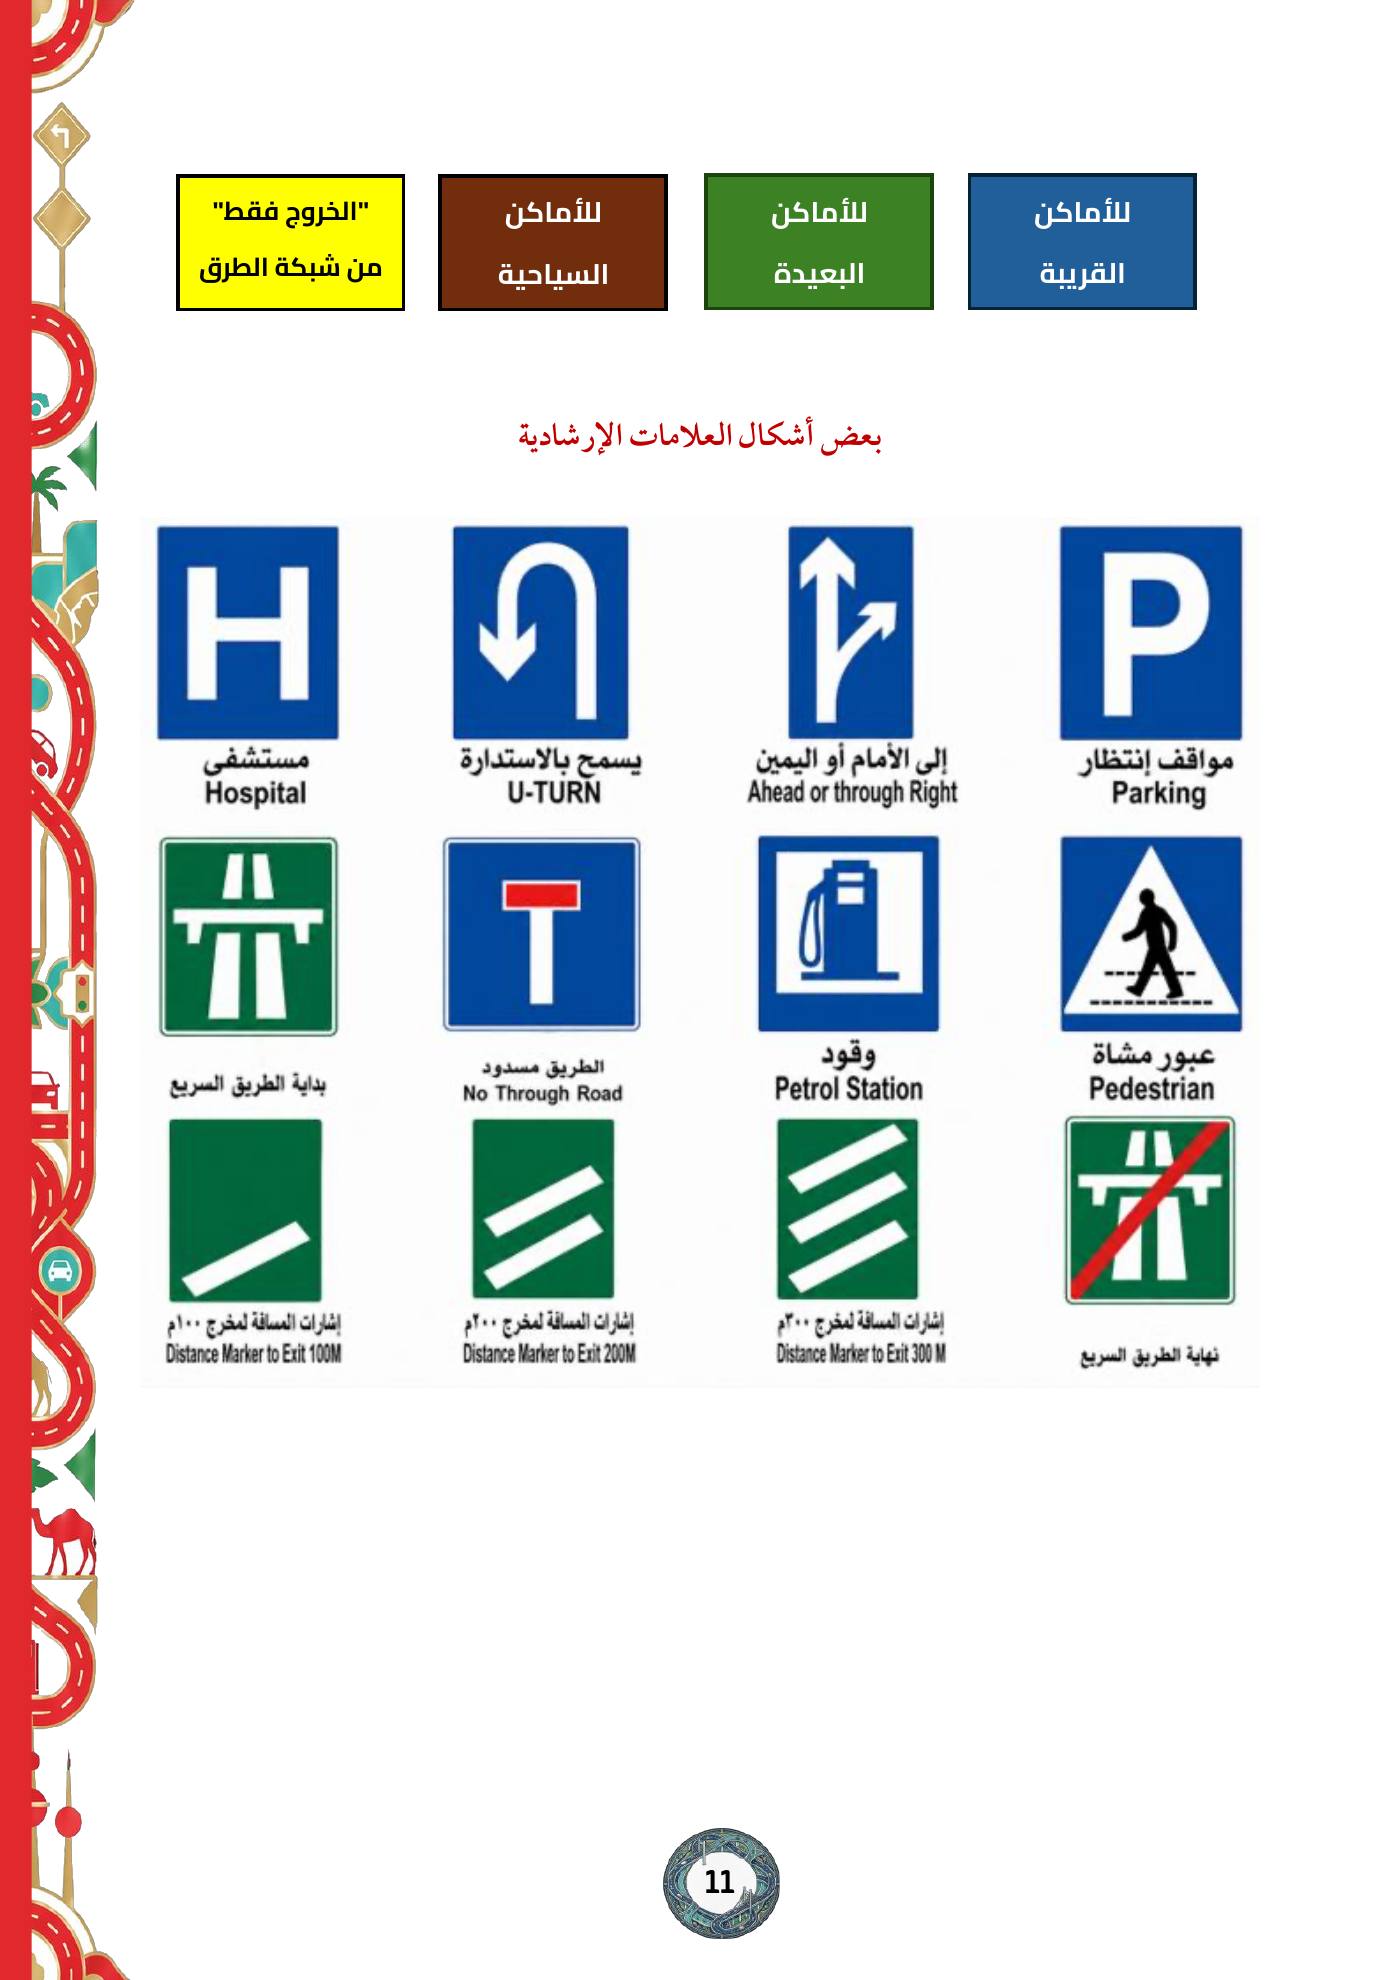 للأماكن
القريبة
للأماكن
البعيدة
للأماكن
السياحية
"الخروج فقط"
من شبكة الطرق
بعض أشكال العلامات الإرشادية
P
مواقف إنتظار
Parking
إلى الأمام أو اليمين
Ahead or through Right
يسمح بالاستدارة
U-TURN
H
مستشفى
Hospital
عبور مشاة
Pedestrian
وقود
Petrol Station
الطريق مسدود
No Through Road
بداية الطريق السريع
نهاية الطريق السريع
إشارات المسافة لمخرج ٣٠٠م
Distance Marker to Exit 300 M
إشارات المسافة لمخرج ٢٠٠م
Distance Marker to Exit 200M
إشارات المسافة لمخرج ١٠٠م
Distance Marker to Exit 100M
11